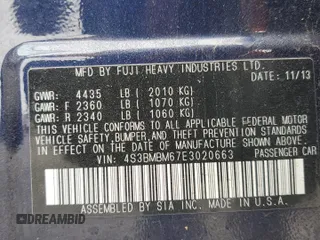 MFD BY FUJI HEAVY INDUSTRIES LTD.
DATE: 11/13
GVWR: 4435 LB ( 2010 KG)
GAWR: F 2360 LB ( 1070 KG)
GAWR: R 2340 LB ( 1060 KG)
THIS VEHICLE CONFORMS TO ALL APPLICABLE FEDERAL MOTOR
VEHICLE SAFETY, BUMPER, AND THEFT PREVENTION STANDARDS
IN EFFECT ON THE DATE OF MANUFACTURE SHOWN ABOVE.
VIN: 4S3BMBM67E3020663
PASSENGER CAR
ASSEMBLED BY SIA INC. MADE IN U.S.A.
DREAMBID